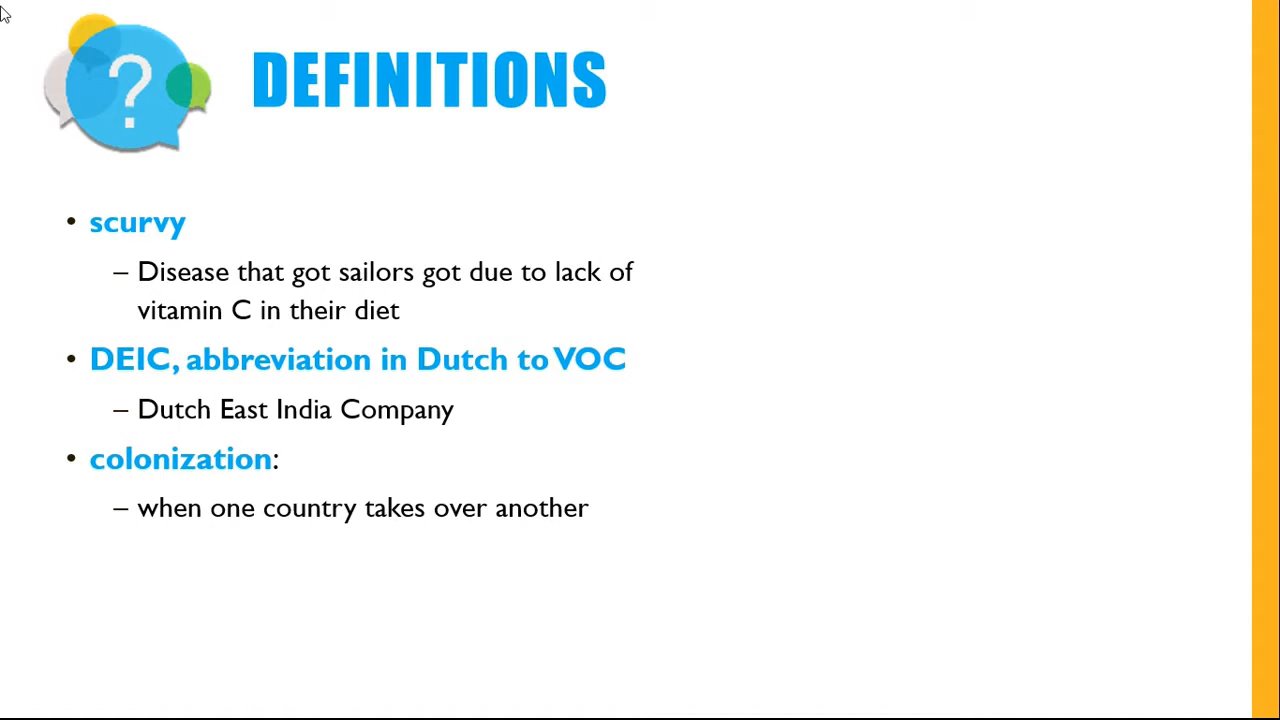 ?
DEFINITIONS
• scurvy
– Disease that got sailors got due to lack of
vitamin C in their diet
• DEIC, abbreviation in Dutch to VOC
– Dutch East India Company
• colonization:
– when one country takes over another